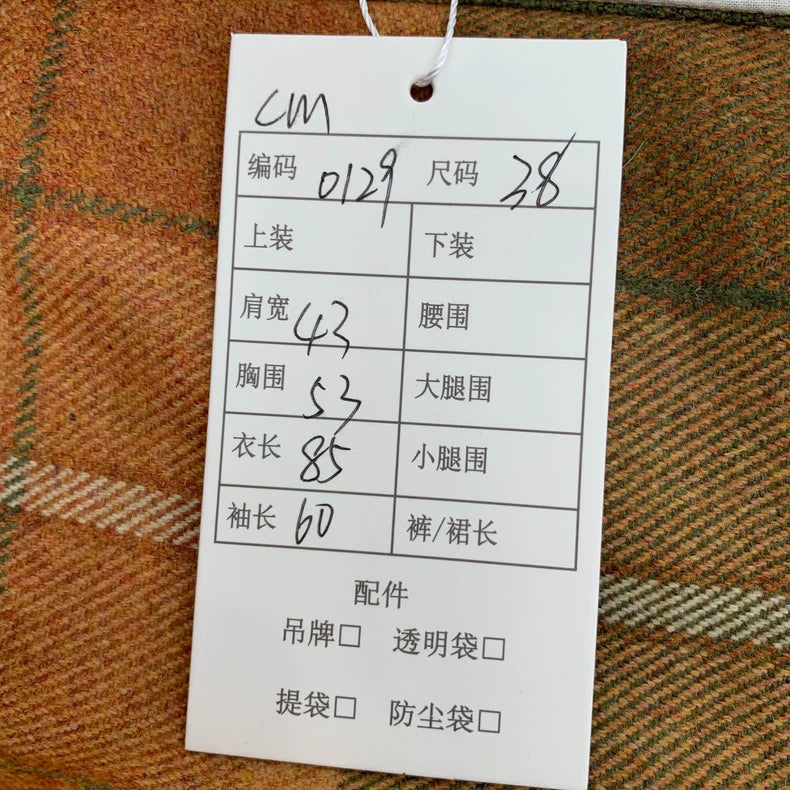 CM
编码 0129 尺码 38
上装 下装
肩宽 43 腰围
胸围 53 大腿围
衣长 85 小腿围
袖长 60 裤/裙长
配件
吊牌□ 透明袋□
提袋□ 防尘袋□